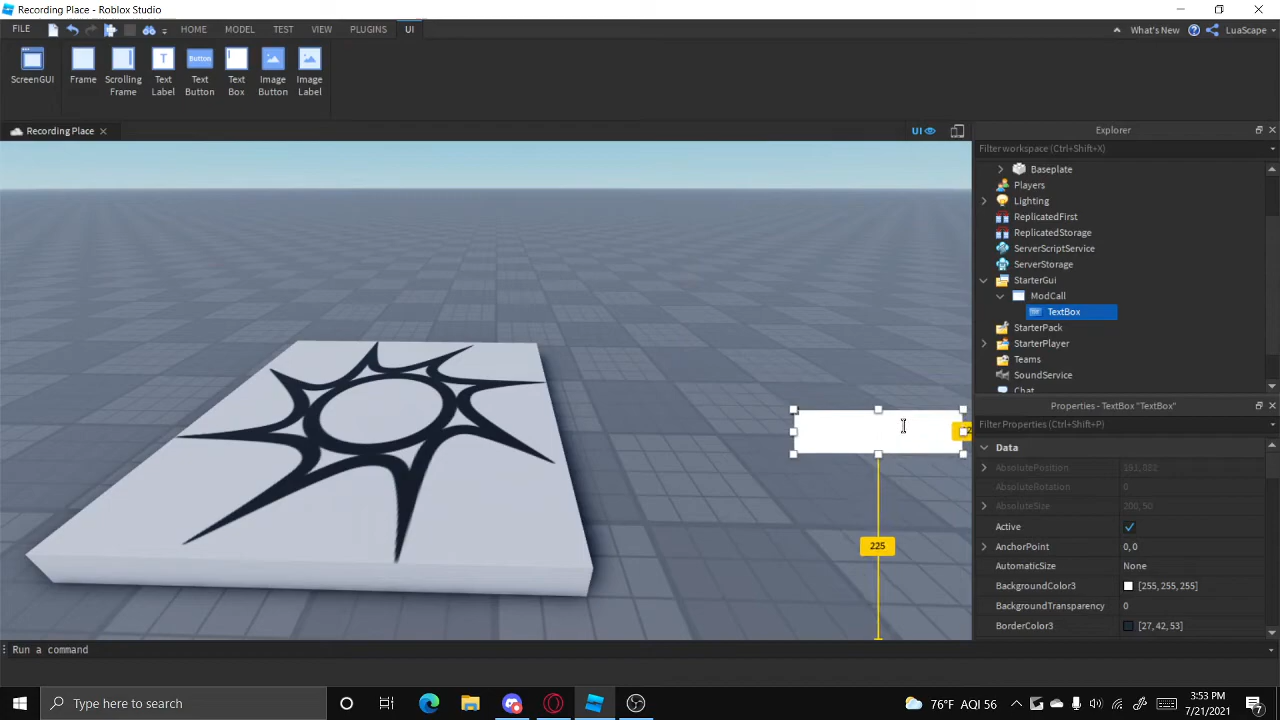 Recording Place - Roblox Studio
FILE HOME MODEL TEST VIEW PLUGINS UI What's New LuaScape
ScreenGUI Frame Scrolling Frame Text Label Text Button Text Box Image Button Image Label
T Button
Recording Place UI
Explorer
Filter workspace (Ctrl+Shift+X)
Baseplate
Players
Lighting
ReplicatedFirst
ReplicatedStorage
ServerScriptService
ServerStorage
StarterGui
ModCall
TextBox
StarterPack
StarterPlayer
Teams
SoundService
Chat
225
Properties - TextBox "TextBox"
Filter Properties (Ctrl+Shift+P)
Data
AbsoluteRotation 0
AbsoluteSize 200, 50
Active
AnchorPoint 0, 0
AutomaticSize None
BackgroundColor3 [255, 255, 255]
BackgroundTransparency 0
BorderColor3 [27, 42, 53]
Run a command
Type here to search
76°F AQI 56
3:53 PM
7/21/2021